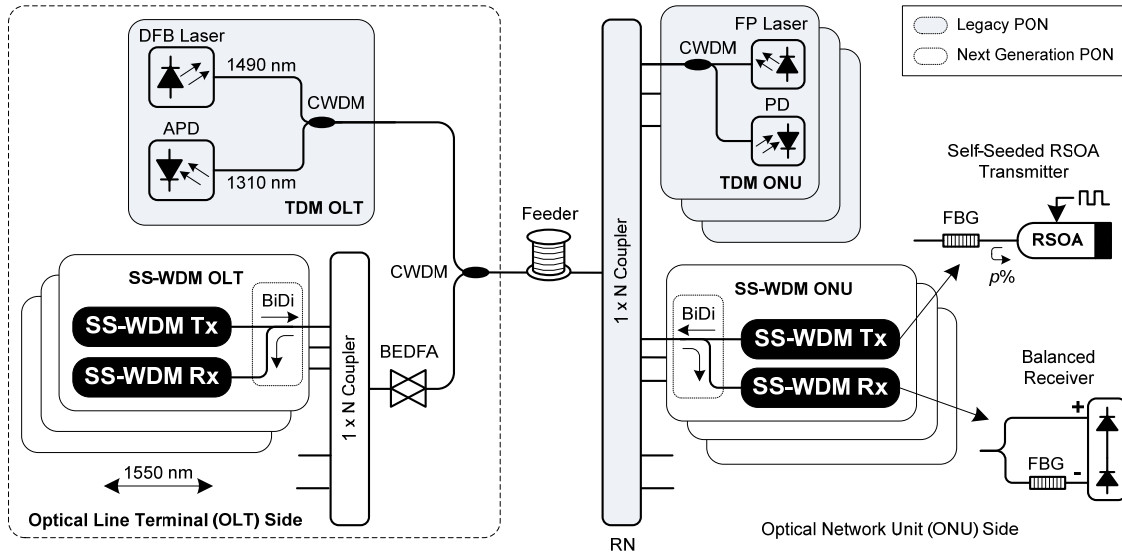 DFB Laser
1490 nm
CWDM
APD
1310 nm
TDM OLT
SS-WDM OLT
BiDi
SS-WDM Tx
SS-WDM Rx
1 x N Coupler
BEDFA
CWDM
1550 nm
Optical Line Terminal (OLT) Side
Feeder
1 x N Coupler
RN
FP Laser
CWDM
PD
TDM ONU
SS-WDM ONU
BiDi
SS-WDM Tx
SS-WDM Rx
Optical Network Unit (ONU) Side
Legacy PON
Next Generation PON
Self-Seeded RSOA
Transmitter
FBG
RSOA
p%
Balanced
Receiver
+
FBG
-